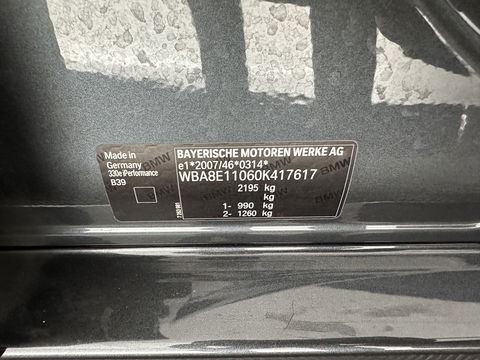 Made in
Germany
330e iPerformance
B39
BAYERISCHE MOTOREN WERKE AG
e1*2007/46*0314*
WBA8E11060K417617
2195 kg
kg
1- 990 kg
2- 1260 kg